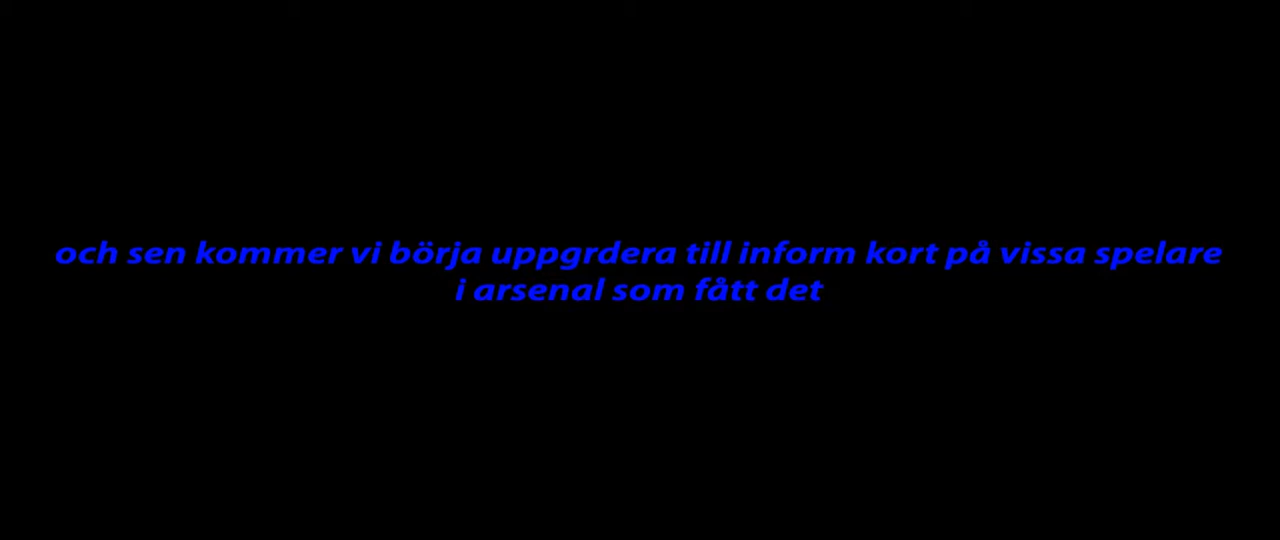 och sen kommer vi börja uppgrdera till inform kort på vissa spelare
i arsenal som fått det